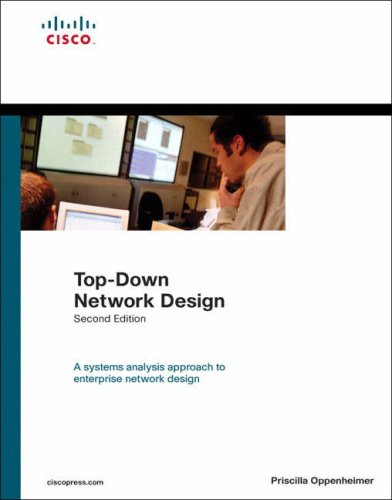 CISCO
Top-Down
Network Design
Second Edition
A systems analysis approach to
enterprise network design
ciscopress.com
Priscilla Oppenheimer